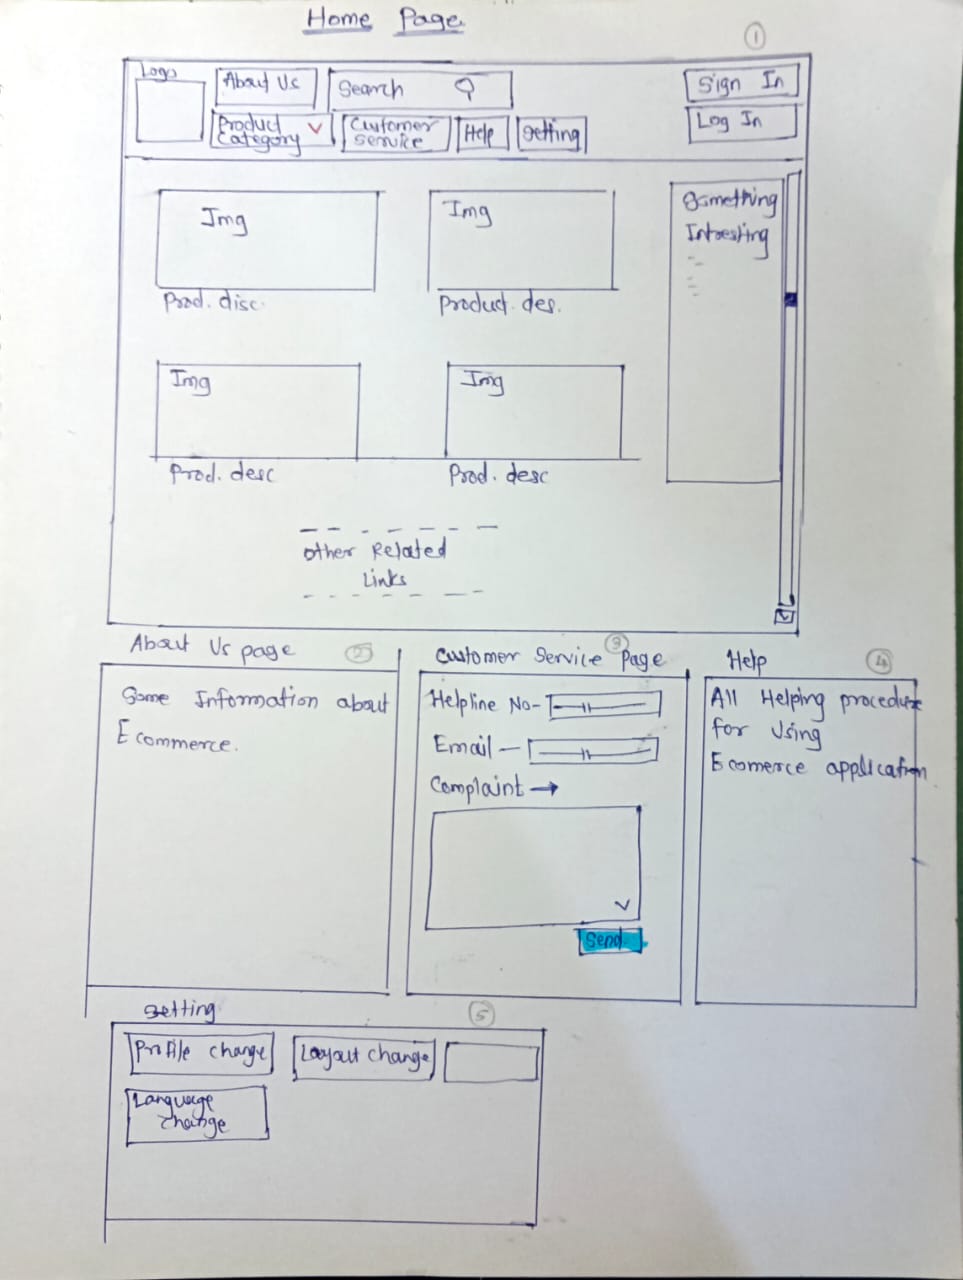 Home Page
1
Logo
About Us
Search
Sign In
Product
Category
Customer
service
Help
setting
Log In
Img
Img
Something
Intresting
Prod. disc.
Product. des.
Img
Img
Prod. desc
Prod. desc
Other Related
Links
About Us page
2
Some Information about
E commerce.
Customer Service Page
3
Helpline No-
Email -
Complaint →
Send
Help
4
All Helping procedure
for Using
E comerce application
setting
5
Profile change
Layout change
Language
change